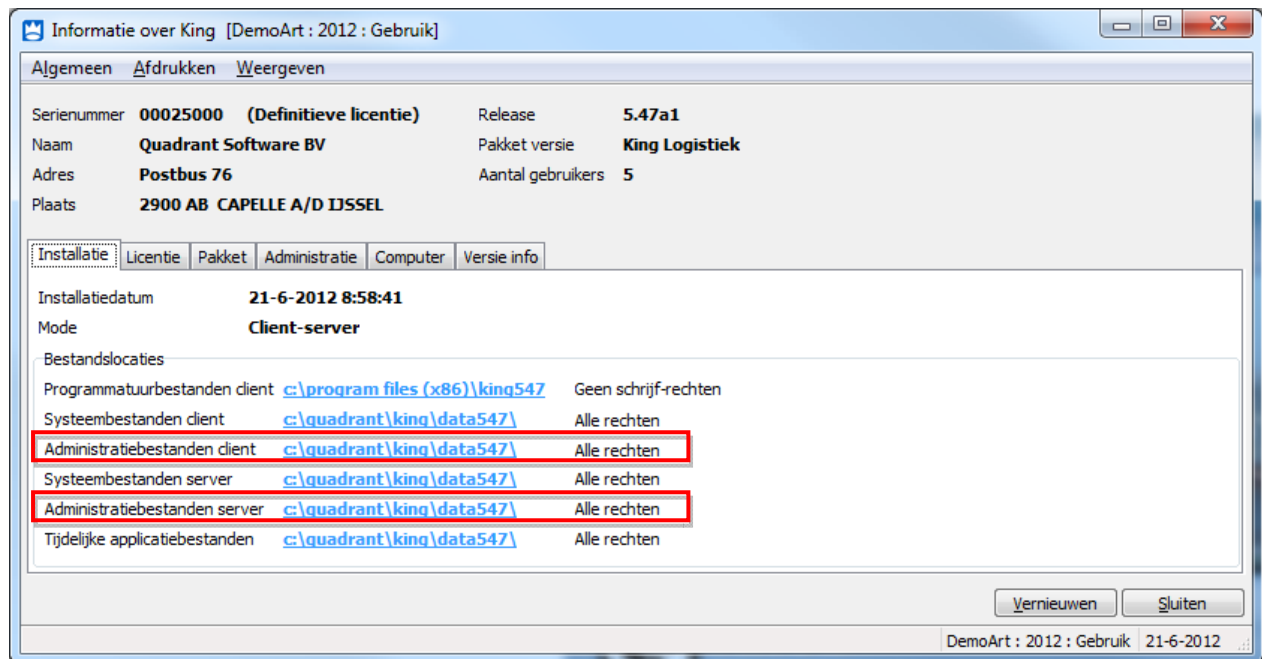 Informatie over King [DemoArt : 2012 : Gebruik]
Algemeen Afdrukken Weergeven
Serienummer 00025000 (Definitieve licentie) Release 5.47a1
Naam Quadrant Software BV Pakket versie King Logistiek
Adres Postbus 76 Aantal gebruikers 5
Plaats 2900 AB CAPELLE A/D IJSSEL
Installatie Licentie Pakket Administratie Computer Versie info
Installatiedatum 21-6-2012 8:58:41
Mode Client-server
Bestandslocaties
Programmatuurbestanden client c:\program files (x86)\king547 Geen schrijf-rechten
Systeembestanden client c:\quadrant\king\data547\ Alle rechten
Administratiebestanden client c:\quadrant\king\data547\ Alle rechten
Systeembestanden server c:\quadrant\king\data547\ Alle rechten
Administratiebestanden server c:\quadrant\king\data547\ Alle rechten
Tijdelijke applicatiebestanden c:\quadrant\king\data547\ Alle rechten
Vernieuwen Sluiten
DemoArt : 2012 : Gebruik 21-6-2012